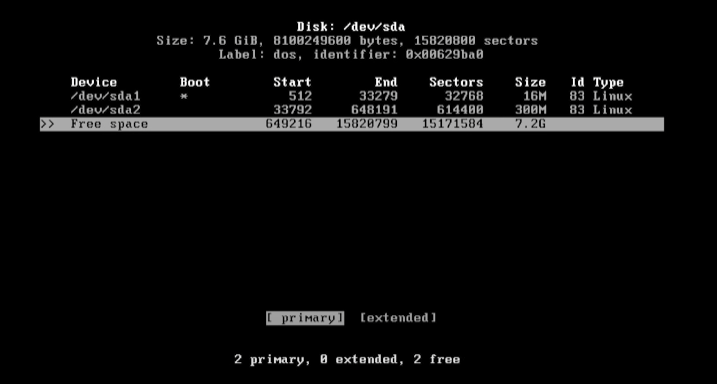 Disk: /dev/sda
Size: 7.6 GiB, 8100249600 bytes, 15820800 sectors
Label: dos, identifier: 0x00629ba0
Device Boot Start End Sectors Size Id Type
/dev/sda1 * 512 33279 32768 16M 83 Linux
/dev/sda2 33792 648191 614400 300M 83 Linux
>> Free space 649216 15820799 15171584 7.2G
[ primary] [extended]
2 primary, 0 extended, 2 free